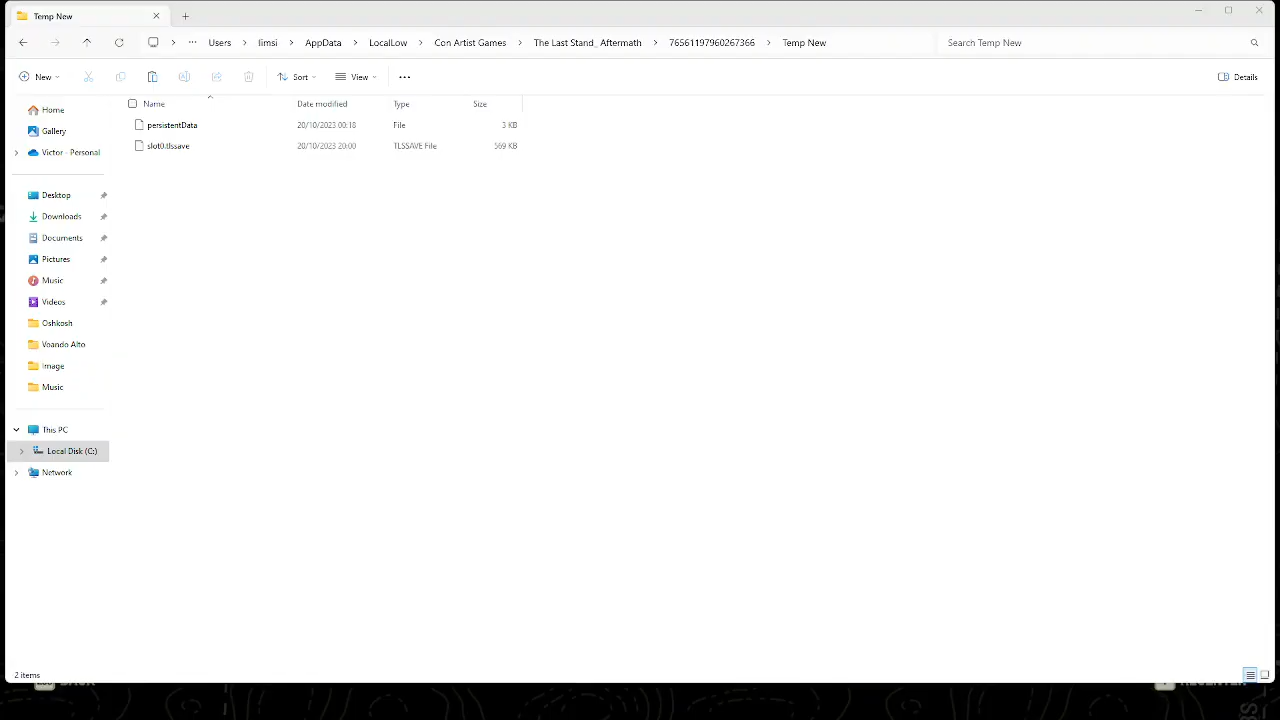 Temp New
Users > limsi > AppData > LocalLow > Con Artist Games > The Last Stand_ Aftermath > 76561197960267366 > Temp New
Search Temp New
New
Sort
View
Details
Name Date modified Type Size
persistentData 20/10/2023 00:18 File 3 KB
slot0.tlssave 20/10/2023 20:00 TLSSAVE File 569 KB
Home
Gallery
Victor - Personal
Desktop
Downloads
Documents
Pictures
Music
Videos
Oshkosh
Voando Alto
Image
Music
This PC
Local Disk (C:)
Network
2 items